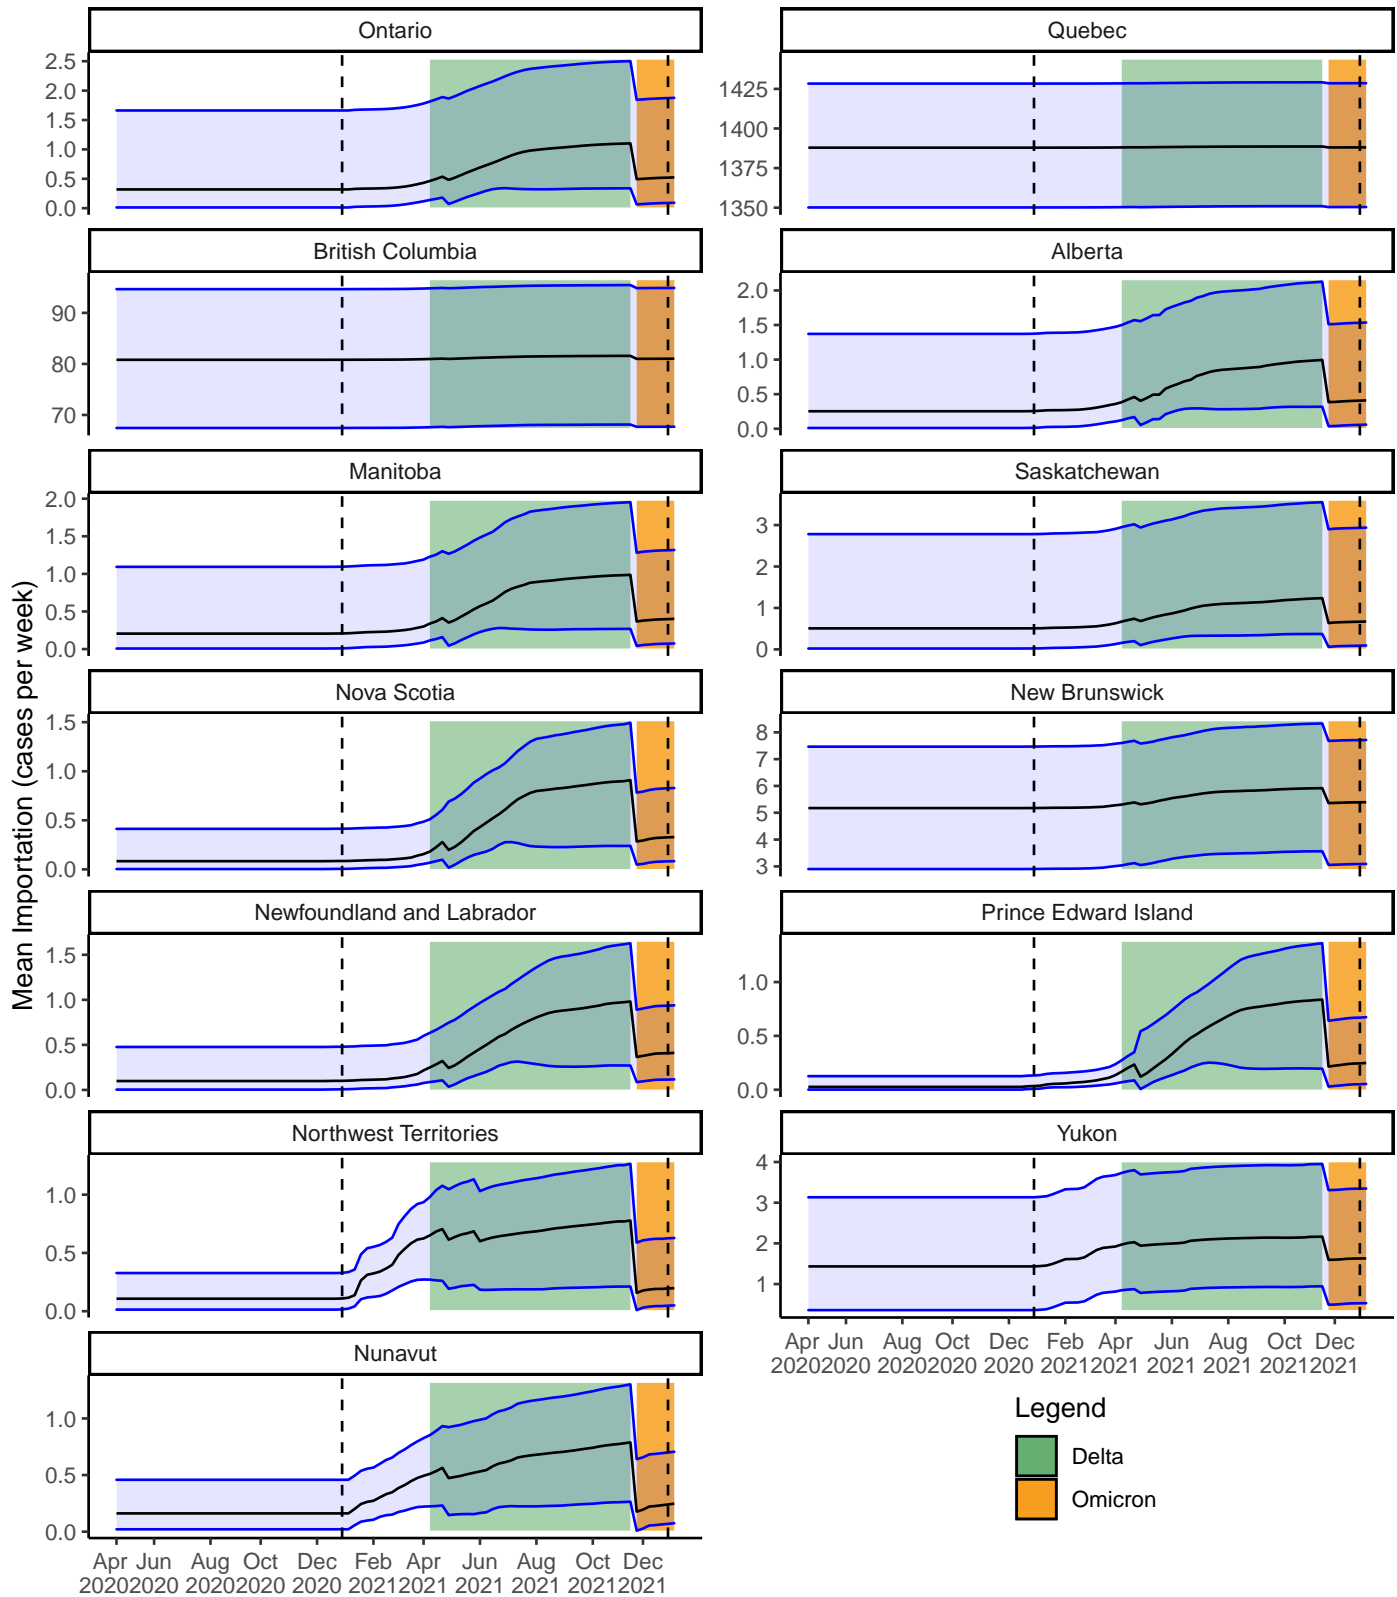 Ontario
2.5
2.0
1.5
1.0
0.5
0.0
Quebec
1425
1400
1375
1350
British Columbia
90
80
70
Alberta
2.0
1.5
1.0
0.5
0.0
Manitoba
2.0
1.5
1.0
0.5
0.0
Saskatchewan
3
2
1
0
Mean Importation (cases per week)
Nova Scotia
1.5
1.0
0.5
0.0
New Brunswick
8
7
6
5
4
3
Newfoundland and Labrador
1.5
1.0
0.5
0.0
Prince Edward Island
1.0
0.5
0.0
Northwest Territories
1.0
0.5
0.0
Yukon
4
3
2
1
Apr Jun Aug Oct Dec Feb Apr Jun Aug Oct Dec
2020 2020 2020 2020 2020 2021 2021 2021 2021 2021 2021
Nunavut
1.0
0.5
0.0
Apr Jun Aug Oct Dec Feb Apr Jun Aug Oct Dec
2020 2020 2020 2020 2020 2021 2021 2021 2021 2021 2021
Legend
Delta
Omicron